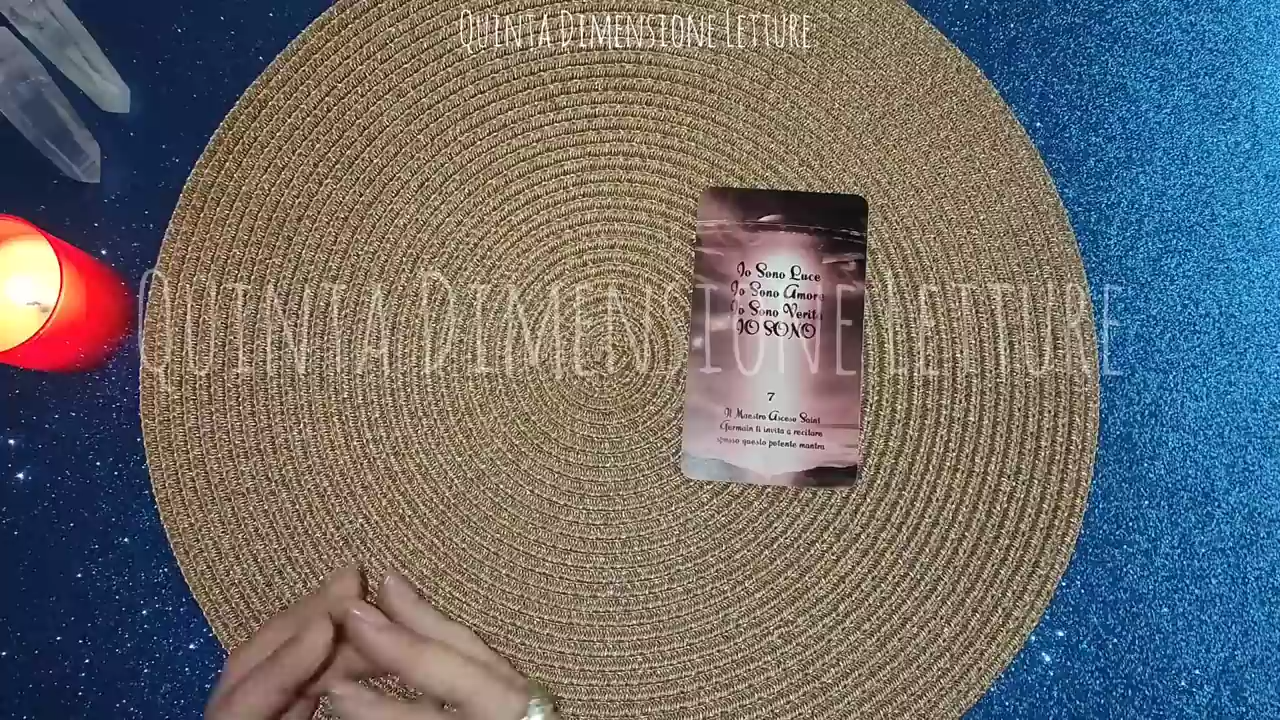 Quinta Dimensione Letture
Quinta Dimensione Letture
Io Sono Luce
Io Sono Amore
Io Sono Verità
IO SONO
7
Il Maestro Asceso Saint
Germain ti invita a recitare
spesso questo potente mantra